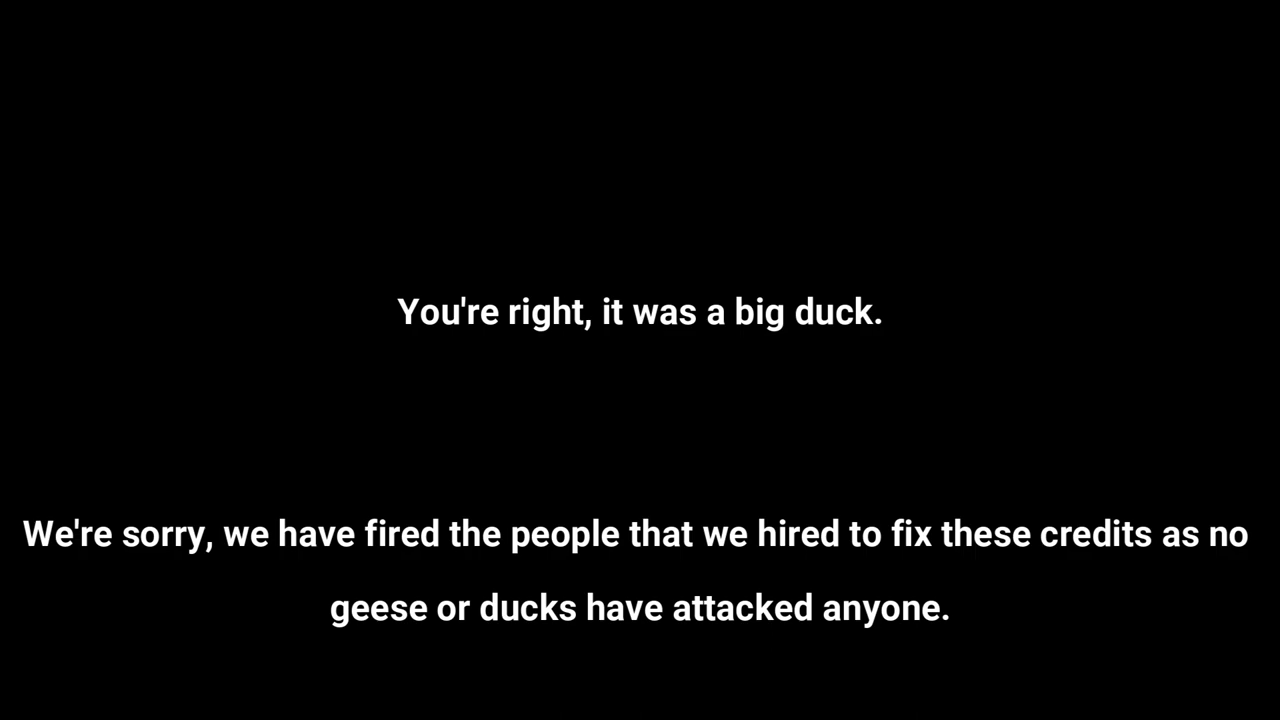 You're right, it was a big duck.
We're sorry, we have fired the people that we hired to fix these credits as no
geese or ducks have attacked anyone.